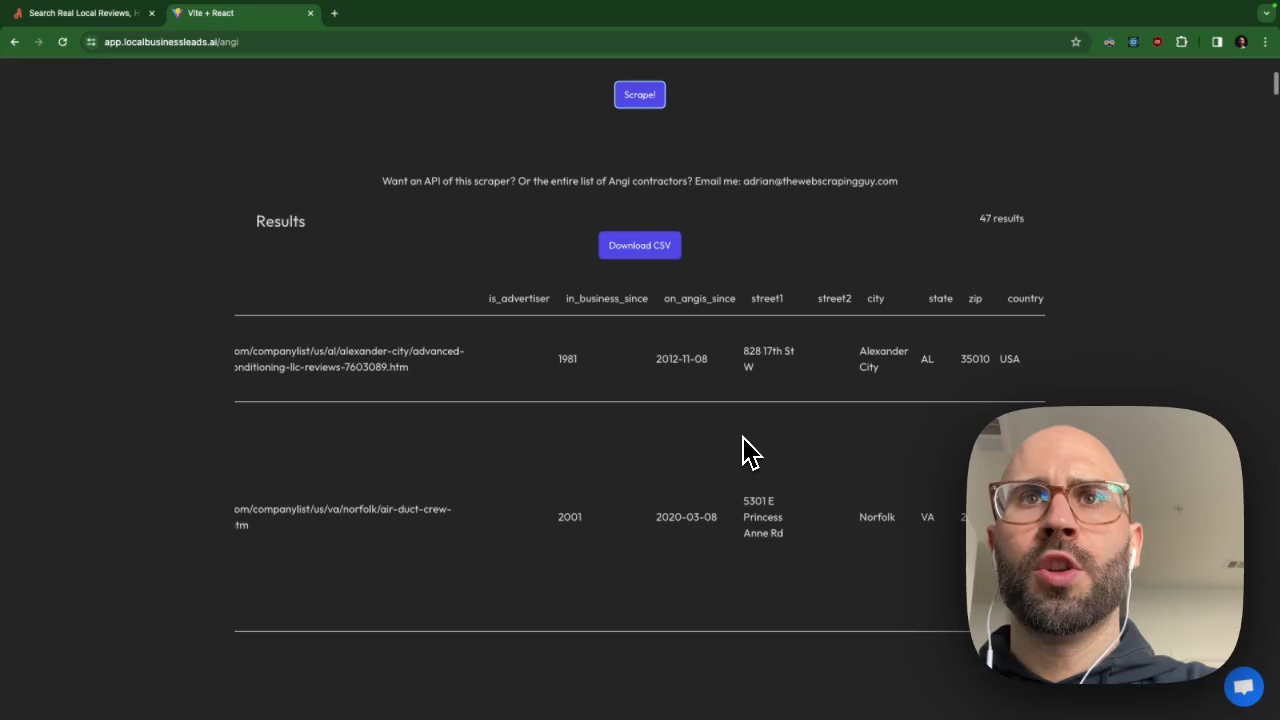 Search Real Local Reviews, H
Vite + React
app.localbusinessleads.ai/angi
Scrape!
Want an API of this scraper? Or the entire list of Angi contractors? Email me: adrian@thewebscrapingguy.com
Results
47 results
Download CSV
is_advertiser in_business_since on_angis_since street1 street2 city state zip country
om/companylist/us/al/alexander-city/advanced-
onditioning-llc-reviews-7603089.htm
1981
2012-11-08
828 17th St
W
Alexander
City
AL
35010
USA
om/companylist/us/va/norfolk/air-duct-crew-
tm
2001
2020-03-08
5301 E
Princess
Anne Rd
Norfolk
VA
2